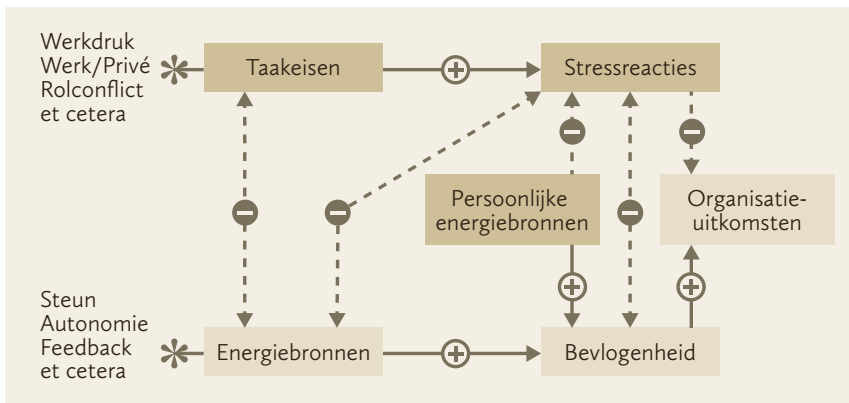 Werkdruk
Werk/Privé
Rolconflict
et cetera
Taakeisen
Stressreacties
Persoonlijke
energiebronnen
Organisatie-
uitkomsten
Steun
Autonomie
Feedback
et cetera
Energiebronnen
Bevlogenheid